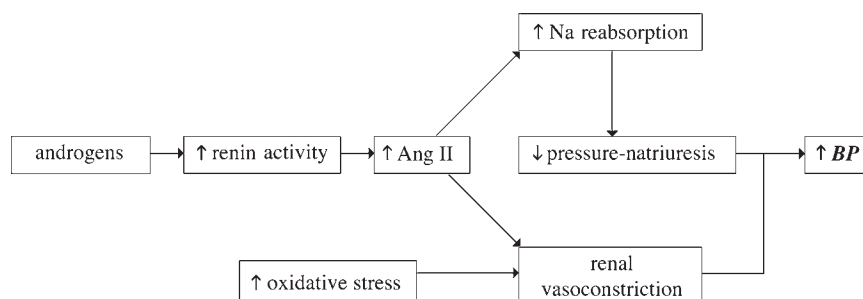 ↑ Na reabsorption
androgens
↑ renin activity
↑ Ang II
↓ pressure-natriuresis
↑ BP
↑ oxidative stress
renal
vasoconstriction